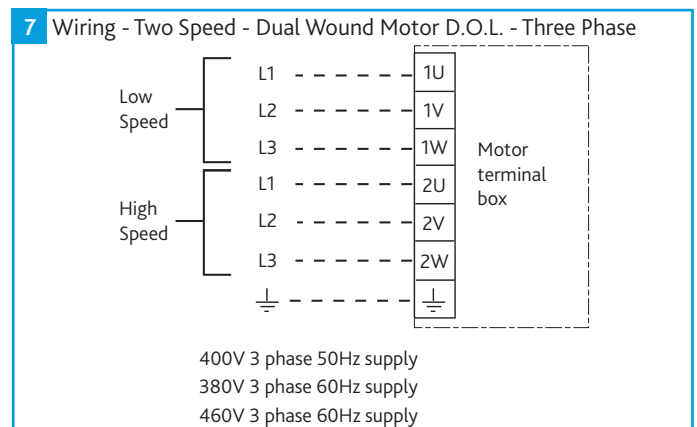 7 Wiring - Two Speed - Dual Wound Motor D.O.L. - Three Phase
Low
Speed
L1
1U
L2
1V
L3
1W
High
Speed
L1
2U
L2
2V
L3
2W
Motor
terminal
box
400V 3 phase 50Hz supply
380V 3 phase 60Hz supply
460V 3 phase 60Hz supply